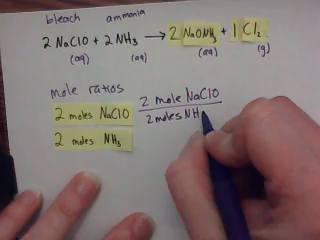 bleach ammonia
2 NaClO + 2 NH₃ → 2 NaONH₃ + 1 Cl₂
(aq) (aq) (aq) (g)
mole ratios
2 moles NaClO 2 mole NaClO
2 moles NH₃ 2 moles NH